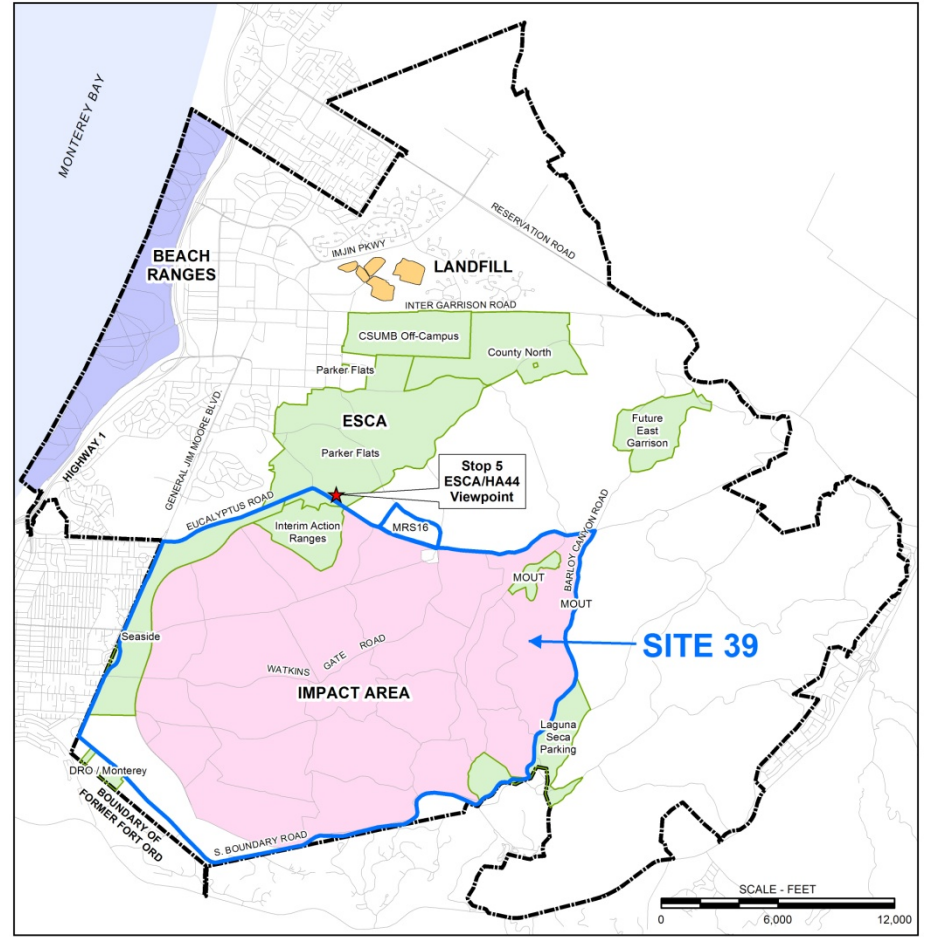 MONTEREY BAY
RESERVATION ROAD
IMJIN PKWY
BEACH
RANGES
LANDFILL
INTER GARRISON ROAD
CSUMB Off-Campus
County North
Parker Flats
GENERAL JIM MOORE BLVD.
ESCA
Future
East
Garrison
Parker Flats
HIGHWAY 1
Stop 5
ESCA/HA44
Viewpoint
EUCALYPTUS ROAD
Interim Action
Ranges
MRS16
BARLOY CANYON ROAD
MOUT
MOUT
Seaside
SITE 39
WATKINS GATE ROAD
IMPACT AREA
Laguna
Seca
Parking
DRO / Monterey
BOUNDARY OF
FORMER FORT ORD
S. BOUNDARY ROAD
SCALE - FEET
0 6,000 12,000